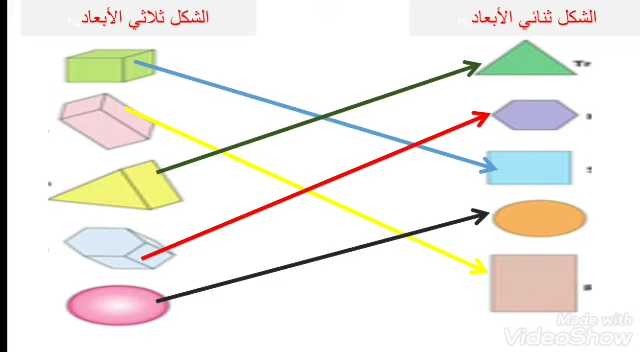 الشكل ثنائي الأبعاد
الشكل ثلاثي الأبعاد
Made with
VideoShow